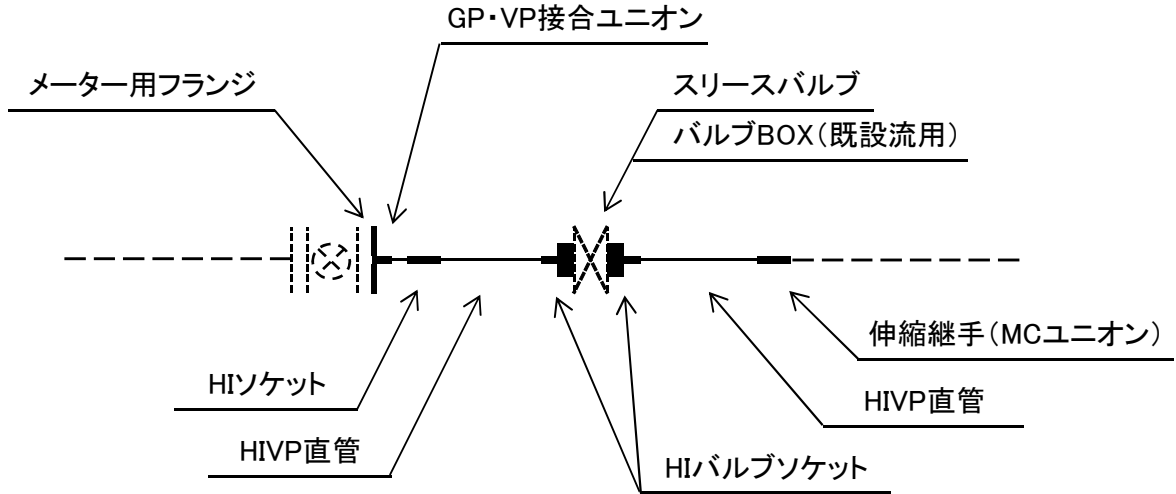 GP・VP接合ユニオン
メーター用フランジ
スリースバルブ
バルブBOX（既設流用）
伸縮継手（MCユニオン）
HIソケット
HIVP直管
HIVP直管
HIバルブソケット